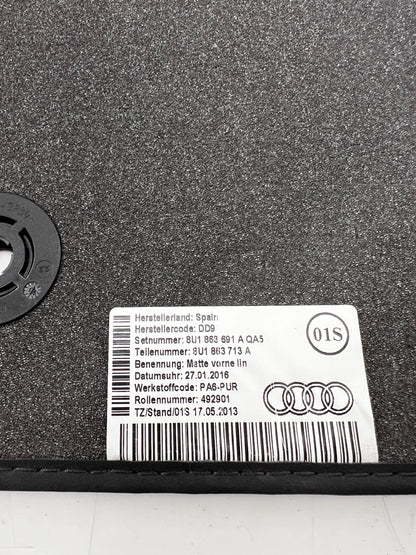 Herstellerland: Spain
Herstellercode: DD9
Setnummer: 8U1 863 691 A QA5
Teilenummer: 8U1 863 713 A
Benennung: Matte vorne lin
Datumsuhr: 27.01.2016
Werkstoffcode: PA6-PUR
Rollennummer: 492901
TZ/Stand/01S 17.05.2013
01S